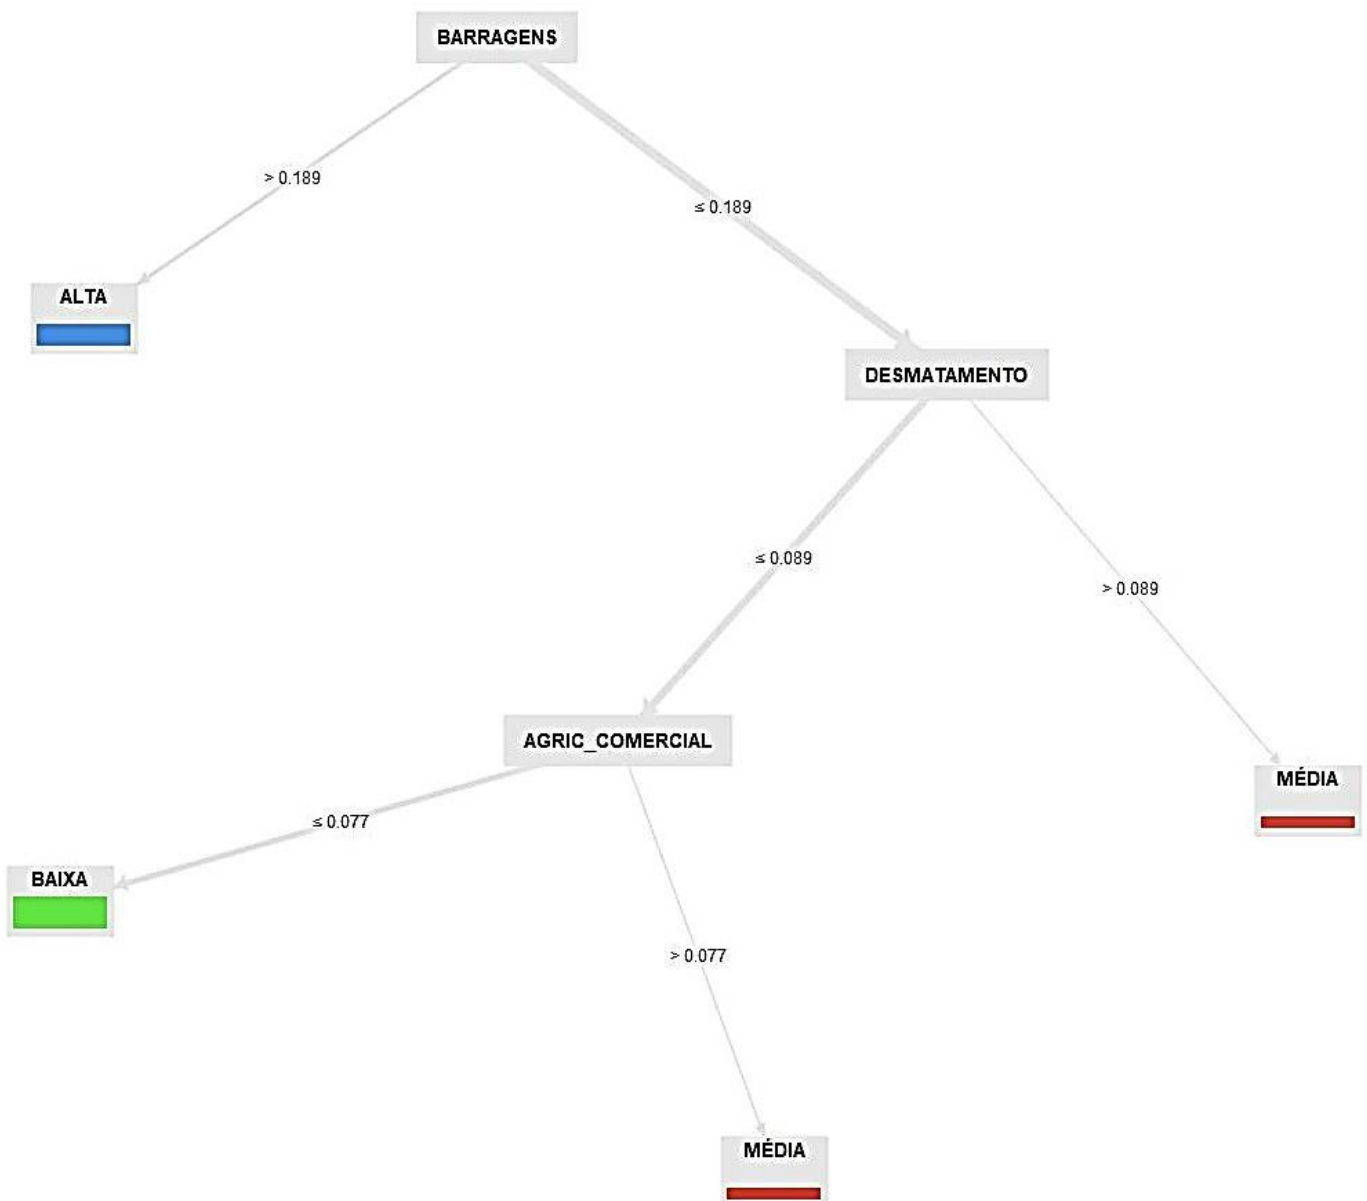 BARRAGENS
> 0.189
≤ 0.189
ALTA
DESMATAMENTO
≤ 0.089
> 0.089
AGRIC_COMERCIAL
MÉDIA
≤ 0.077
BAIXA
> 0.077
MÉDIA